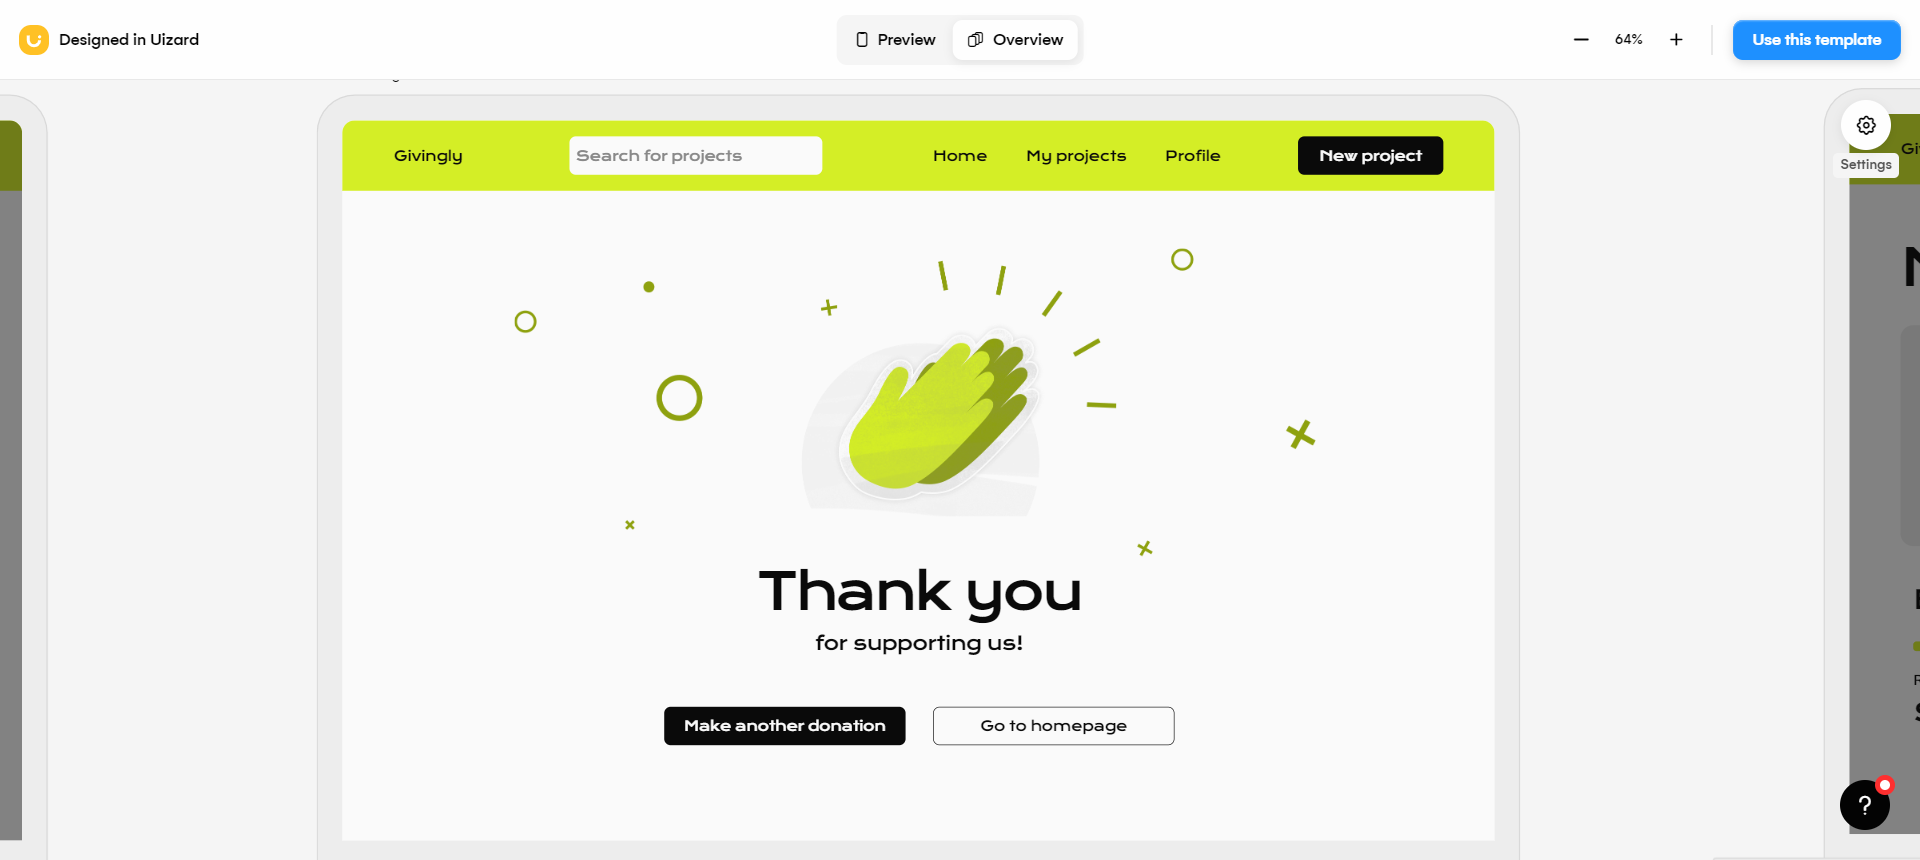 Designed in Uizard
Preview
Overview
64%
Use this template
Givingly
Search for projects
Home
My projects
Profile
New project
Settings
Thank you
for supporting us!
Make another donation
Go to homepage
?